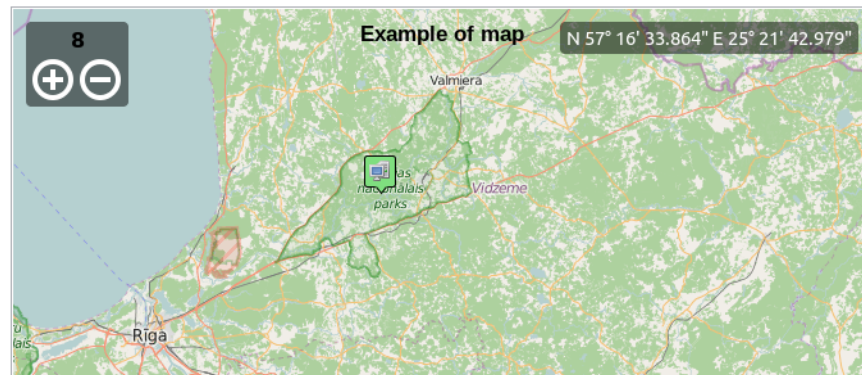 8
Example of map
N 57° 16' 33.864" E 25° 21' 42.979"
Valmiera
nacionālais
parks
Vidzeme
Rīga